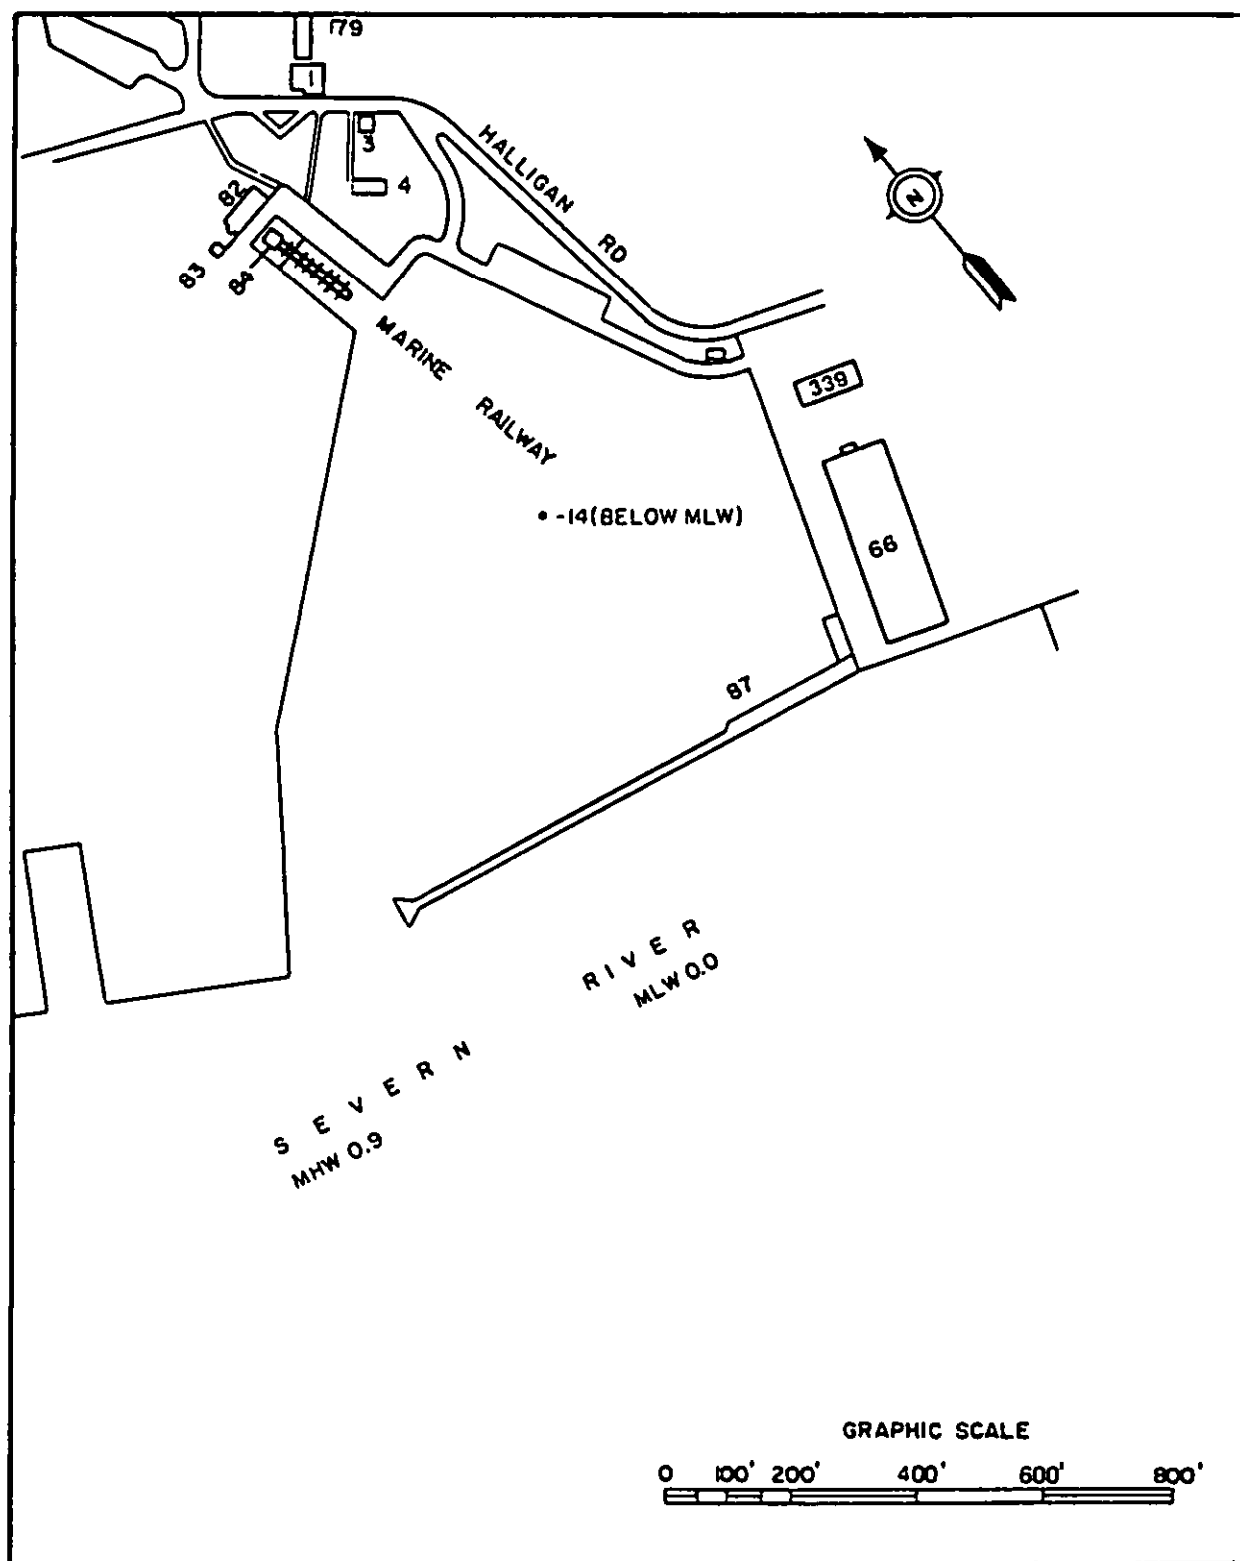 179
1
3
4
82
83
84
HALLIGAN RD
N
MARINE RAILWAY
339
-14(BELOW MLW)
66
87
SEVERN RIVER
MLW 0.0
MHW 0.9
GRAPHIC SCALE
0 100' 200' 400' 600' 800'